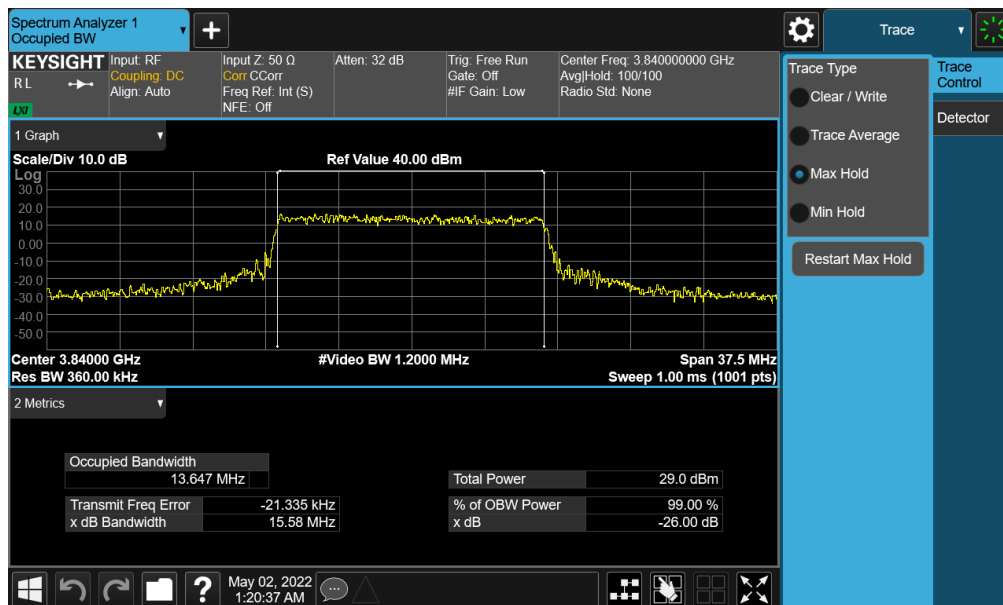 Spectrum Analyzer 1
Occupied BW
+
Trace
KEYSIGHT
R L
LXI
Input: RF
Coupling: DC
Align: Auto
Input Z: 50 Ω
Corr CCorr
Freq Ref: Int (S)
NFE: Off
Atten: 32 dB
Trig: Free Run
Gate: Off
#IF Gain: Low
Center Freq: 3.840000000 GHz
Avg|Hold: 100/100
Radio Std: None
Trace Type
Clear / Write
Trace Average
Max Hold
Min Hold
Restart Max Hold
Trace
Control
Detector
1 Graph
Scale/Div 10.0 dB
Ref Value 40.00 dBm
Log
30.0
20.0
10.0
0.00
-10.0
-20.0
-30.0
-40.0
-50.0
Center 3.84000 GHz
#Video BW 1.2000 MHz
Span 37.5 MHz
Res BW 360.00 kHz
Sweep 1.00 ms (1001 pts)
2 Metrics
Occupied Bandwidth
13.647 MHz
Total Power 29.0 dBm
Transmit Freq Error -21.335 kHz
% of OBW Power 99.00 %
x dB Bandwidth 15.58 MHz
x dB -26.00 dB
?
May 02, 2022
1:20:37 AM